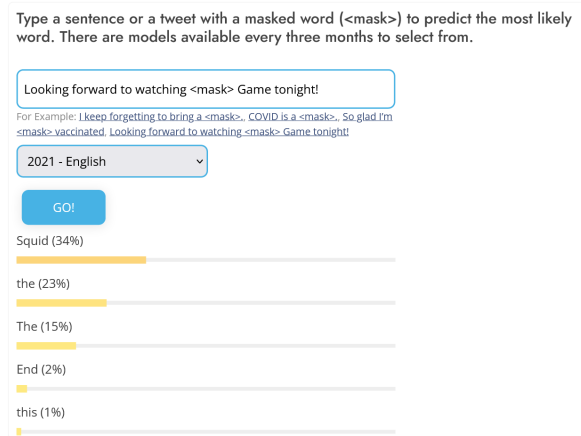 Type a sentence or a tweet with a masked word (<mask>) to predict the most likely
word. There are models available every three months to select from.
Looking forward to watching <mask> Game tonight!
For Example: I keep forgetting to bring a <mask>., COVID is a <mask>., So glad I'm
<mask> vaccinated, Looking forward to watching <mask> Game tonight!
2021 - English
GO!
Squid (34%)
the (23%)
The (15%)
End (2%)
this (1%)